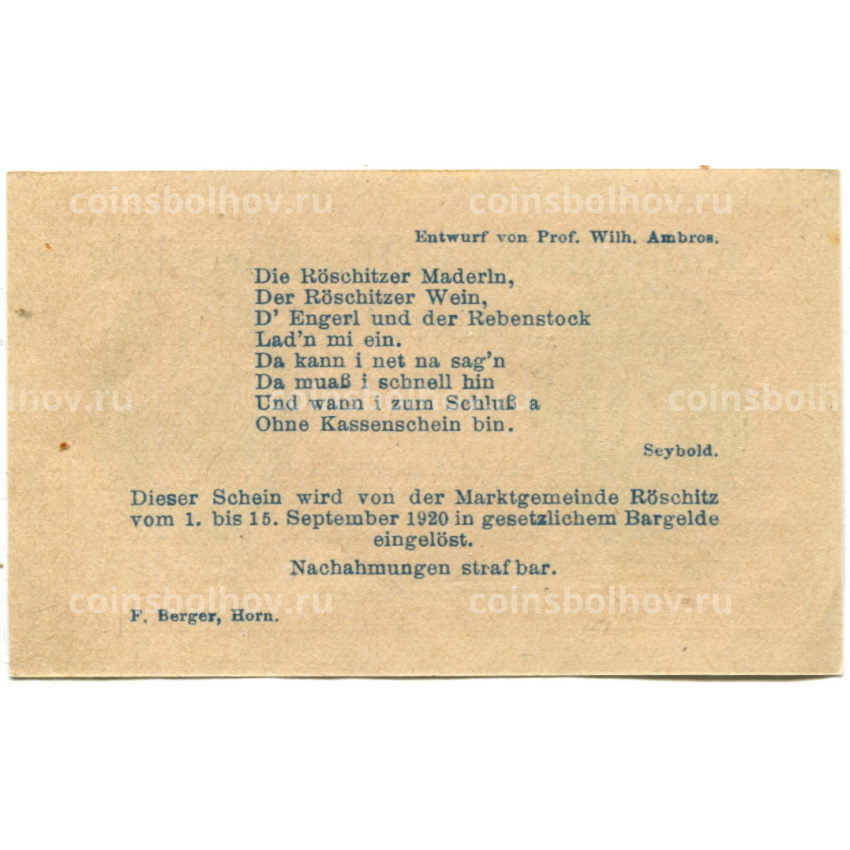 coinsbolhov.ru coinsbolhov.ru
Entwurf von Prof. Wilh. Ambros.
Die Röschitzer Maderln,
Der Röschitzer Wein,
D' Engerl und der Rebenstock
Lad'n mi ein.
Da kann i net na sag'n
Da muaß i schnell hin
Und wann i zum Schluß a
Ohne Kassenschein bin.
olhov.ru coinsbolhov.ru coinsbolh
Seybold.
Dieser Schein wird von der Marktgemeinde Röschitz
vom 1. bis 15. September 1920 in gesetzlichem Bargelde
eingelöst.
Nachahmungen strafbar.
coinsbolhov.ru coinsbolhov.ru
F. Berger, Horn.